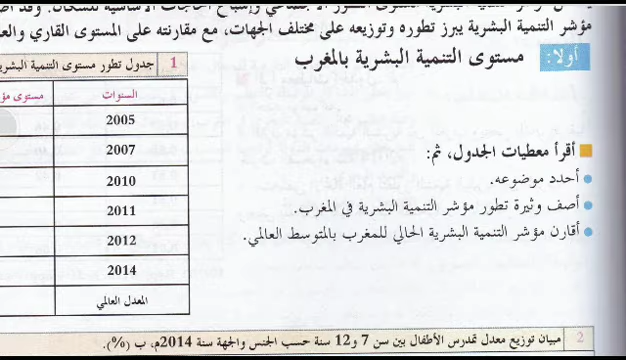 مؤشر التنمية البشرية يبرز تطوره وتوزيعه على مختلف الجهات، مع مقارنته على المستوى القاري
أولا: مستوى التنمية البشرية بالمغرب
أقرأ معطيات الجدول، ثم:
أحدد موضوعه.
أصف وثيرة تطور مؤشر التنمية البشرية في المغرب.
أقارن مؤشر التنمية البشرية الحالي للمغرب بالمتوسط العالمي.
1 جدول تطور مستوى التنمية
السنوات مستوى
2005
2007
2010
2011
2012
2014
المعدل العالمي
2 مبيان توزيع معدل تمدرس الأطفال بين سن 7 و12 سنة حسب الجنس والجهة سنة 2014م، ب (%).